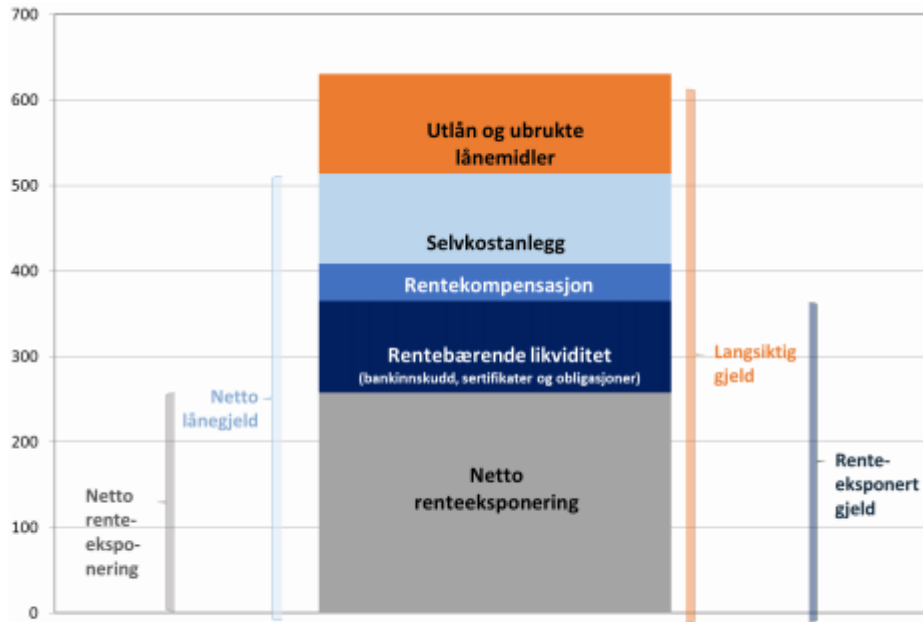 700
600
500
400
300
200
100
0
Utlån og ubrukte
lånemidler
Selvkostanlegg
Rentekompensasjon
Rentebærende likviditet
(bankinnskudd, sertifikater og obligasjoner)
Netto
renteeksponering
Netto
rente-
ekspo-
nering
Netto
lånegjeld
Langsiktig
gjeld
Rente-
eksponert
gjeld